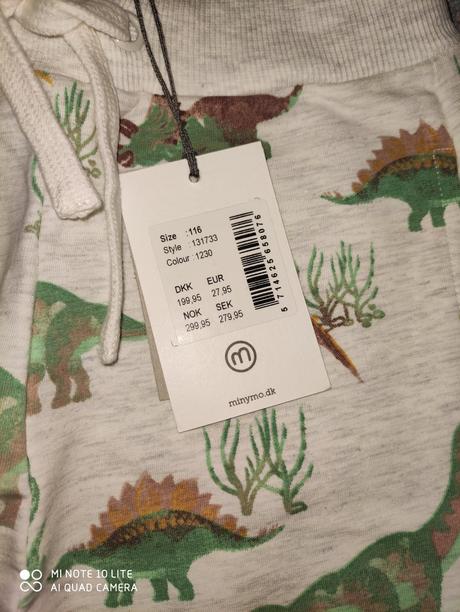 Size : 116
Style : 131733
Colour : 1230
DKK EUR
199,95 27,95
NOK SEK
299,95 279,95
5 714625 658076
m
minymo.dk
MI NOTE 10 LITE
AI QUAD CAMERA